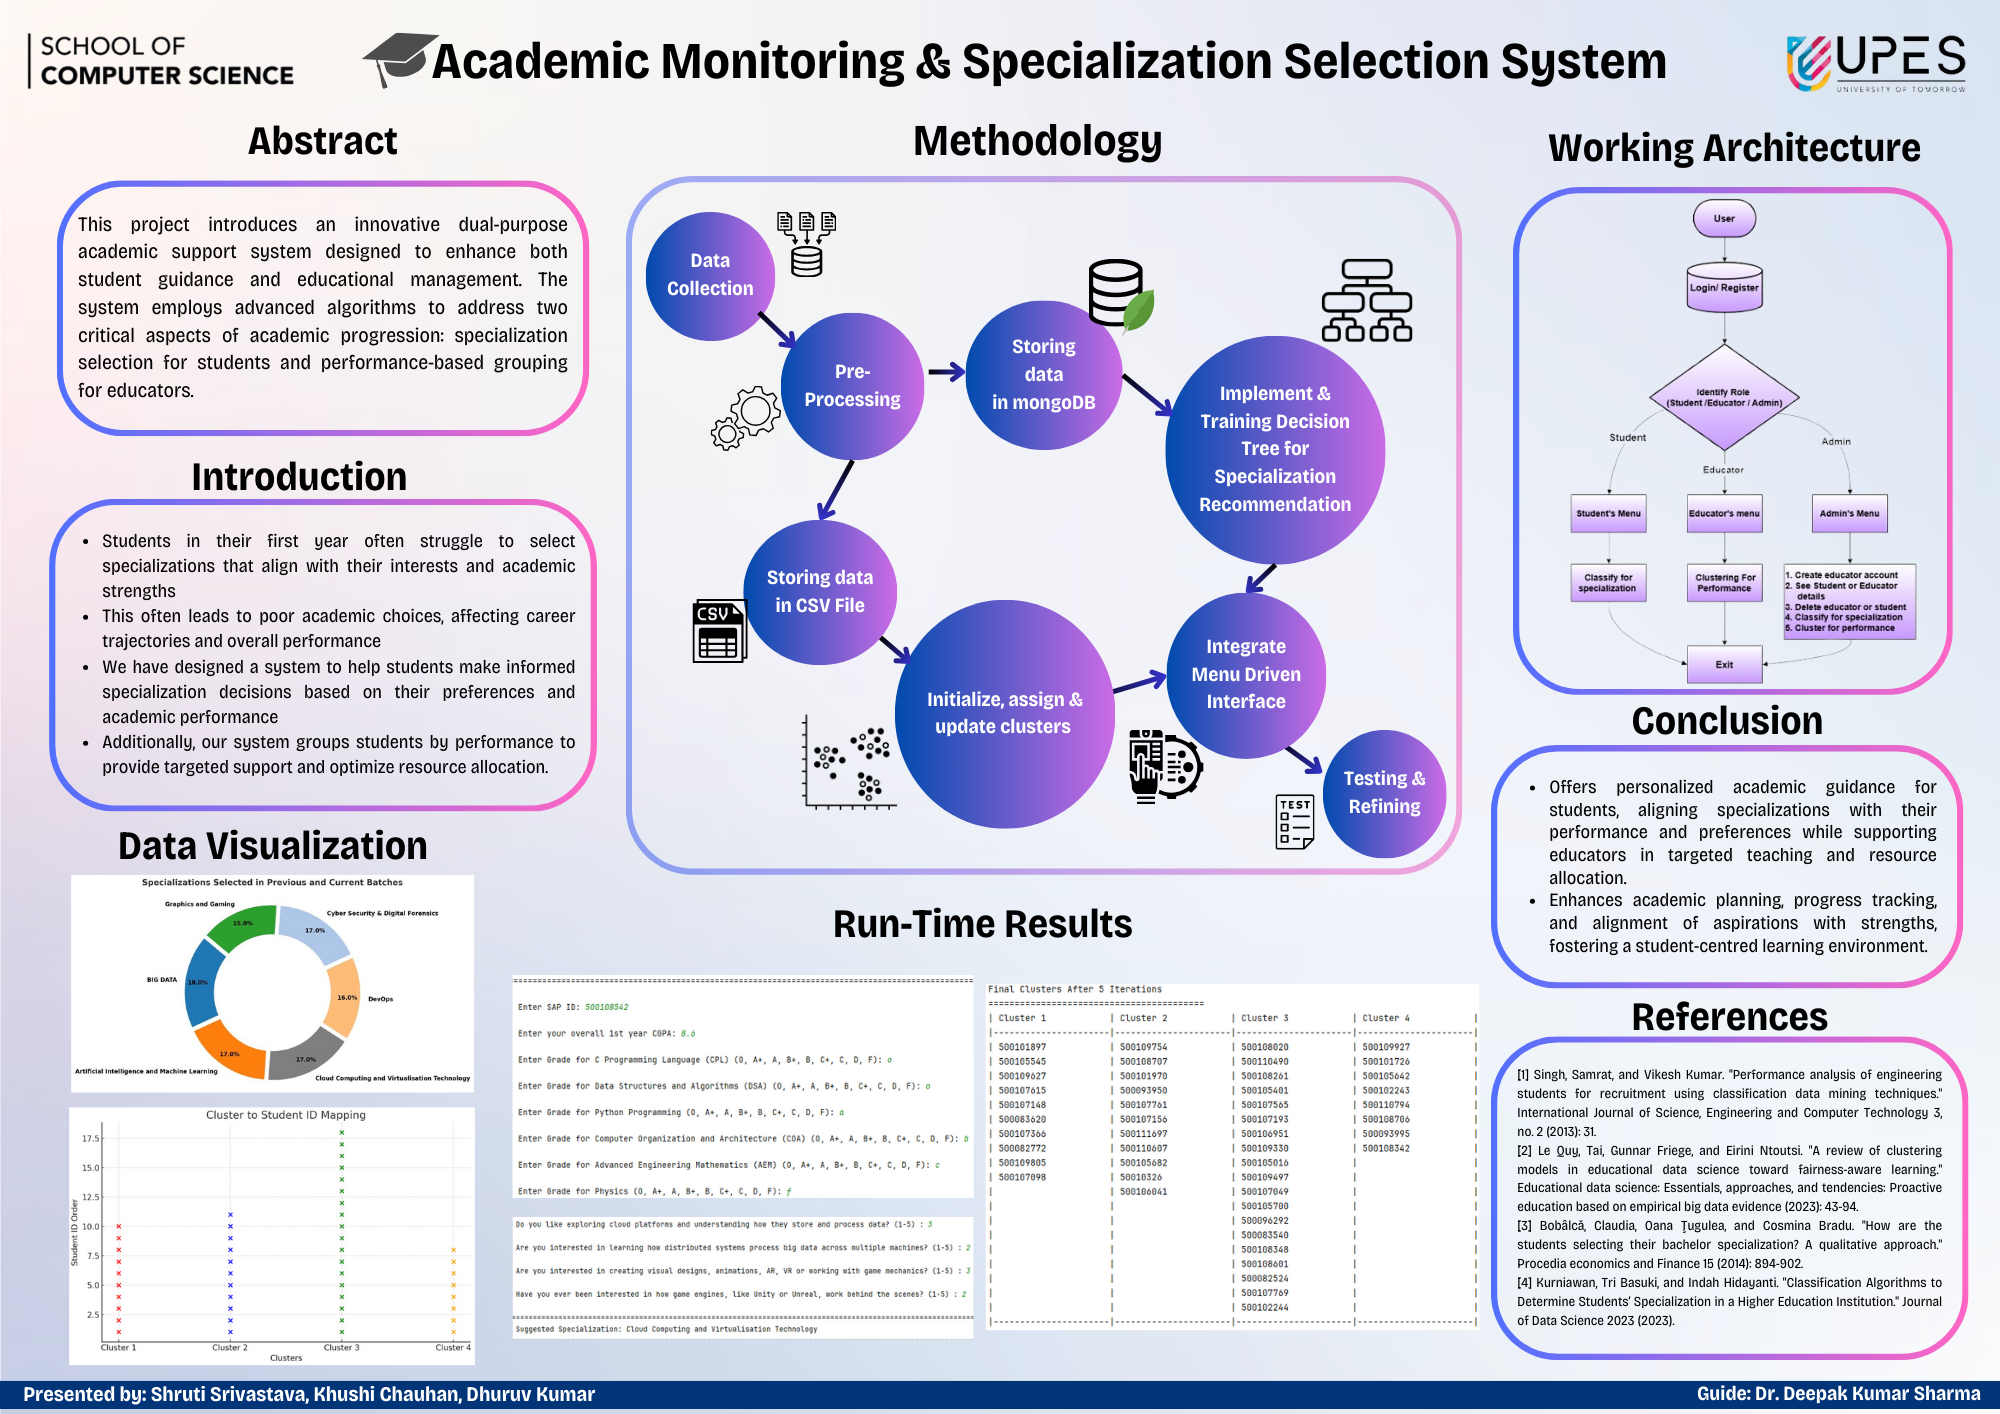 SCHOOL OF
COMPUTER SCIENCE
Academic Monitoring & Specialization Selection System
UPES
UNIVERSITY OF TOMORROW
Abstract
This project introduces an innovative dual-purpose
academic support system designed to enhance both
student guidance and educational management. The
system employs advanced algorithms to address two
critical aspects of academic progression: specialization
selection for students and performance-based grouping
for educators.
Introduction
• Students in their first year often struggle to select
specializations that align with their interests and academic
strengths
• This often leads to poor academic choices, affecting career
trajectories and overall performance
• We have designed a system to help students make informed
specialization decisions based on their preferences and
academic performance
• Additionally, our system groups students by performance to
provide targeted support and optimize resource allocation.
Data Visualization
Specializations Selected in Previous and Current Batches
Graphics and Gaming
Cyber Security & Digital Forensics
15.0%
17.0%
BIG DATA
18.0%
16.0%
DevOps
17.0%
17.0%
Artificial Intelligence and Machine Learning
Cloud Computing and Virtualisation Technology
Cluster to Student ID Mapping
Student ID Order
17.5
15.0
12.5
10.0
7.5
5.0
2.5
Cluster 1 Cluster 2 Cluster 3 Cluster 4
Clusters
Methodology
Data
Collection
Pre-
Processing
Storing
data
in mongoDB
Implement &
Training Decision
Tree for
Specialization
Recommendation
Storing data
in CSV File
CSV
Initialize, assign &
update clusters
Integrate
Menu Driven
Interface
Testing &
Refining
TEST
Run-Time Results
================================================
Enter SAP ID: 500108542
Enter your overall 1st year CGPA: 8.6
Enter Grade for C Programming Language (CPL) (O, A+, A, B+, B, C+, C, D, F): o
Enter Grade for Data Structures and Algorithms (DSA) (O, A+, A, B+, B, C+, C, D, F): o
Enter Grade for Python Programming (O, A+, A, B+, B, C+, C, D, F): a
Enter Grade for Computer Organization and Architecture (COA) (O, A+, A, B+, B, C+, C, D, F): b
Enter Grade for Advanced Engineering Mathematics (AEM) (O, A+, A, B+, B, C+, C, D, F): c
Enter Grade for Physics (O, A+, A, B+, B, C+, C, D, F): f
Do you like exploring cloud platforms and understanding how they store and process data? (1-5) : 3
Are you interested in learning how distributed systems process big data across multiple machines? (1-5) : 2
Are you interested in creating visual designs, animations, AR, VR or working with game mechanics? (1-5) : 3
Have you ever been interested in how game engines, like Unity or Unreal, work behind the scenes? (1-5) : 2
================================================
Suggested Specialization: Cloud Computing and Virtualisation Technology
Final Clusters After 5 Iterations
==========================================
| Cluster 1 | Cluster 2 | Cluster 3 | Cluster 4 |
|-----------|-----------|-----------|-----------|
| 500101897 | 500109754 | 500108020 | 500109927 |
| 500105545 | 500108707 | 500110490 | 500101726 |
| 500109627 | 500101970 | 500108261 | 500105642 |
| 500107615 | 500093950 | 500105401 | 500102243 |
| 500107148 | 500107761 | 500107565 | 500110794 |
| 500083620 | 500107156 | 500107193 | 500108706 |
| 500107366 | 500111697 | 500106951 | 500093995 |
| 500082772 | 500110607 | 500109330 | 500108342 |
| 500109805 | 500105682 | 500105016 | |
| 500107098 | 50010326 | 500109497 | |
| | 500106041 | 500107049 | |
| | | 500105700 | |
| | | 500096292 | |
| | | 500083540 | |
| | | 500108348 | |
| | | 500108601 | |
| | | 500082524 | |
| | | 500107769 | |
| | | 500102244 | |
|-----------|-----------|-----------|-----------|
Working Architecture
User
Login/ Register
Identify Role
(Student /Educator / Admin)
Student
Educator
Admin
Student's Menu
Educator's menu
Admin's Menu
Classify for
specialization
Clustering For
Performance
1. Create educator account
2. See Student or Educator
details
3. Delete educator or student
4. Classify for specialization
5. Cluster for performance
Exit
Conclusion
• Offers personalized academic guidance for
students, aligning specializations with their
performance and preferences while supporting
educators in targeted teaching and resource
allocation.
• Enhances academic planning, progress tracking,
and alignment of aspirations with strengths,
fostering a student-centred learning environment.
References
[1] Singh, Samrat, and Vikesh Kumar. "Performance analysis of engineering
students for recruitment using classification data mining techniques."
International Journal of Science, Engineering and Computer Technology 3,
no. 2 (2013): 31.
[2] Le Quy, Tai, Gunnar Friege, and Eirini Ntoutsi. "A review of clustering
models in educational data science toward fairness-aware learning."
Educational data science: Essentials, approaches, and tendencies: Proactive
education based on empirical big data evidence (2023): 43-94.
[3] Bobâlcă, Claudia, Oana Țugulea, and Cosmina Bradu. "How are the
students selecting their bachelor specialization? A qualitative approach."
Procedia economics and Finance 15 (2014): 894-902.
[4] Kurniawan, Tri Basuki, and Indah Hidayanti. "Classification Algorithms to
Determine Students' Specialization in a Higher Education Institution." Journal
of Data Science 2023 (2023).
Presented by: Shruti Srivastava, Khushi Chauhan, Dhuruv Kumar
Guide: Dr. Deepak Kumar Sharma